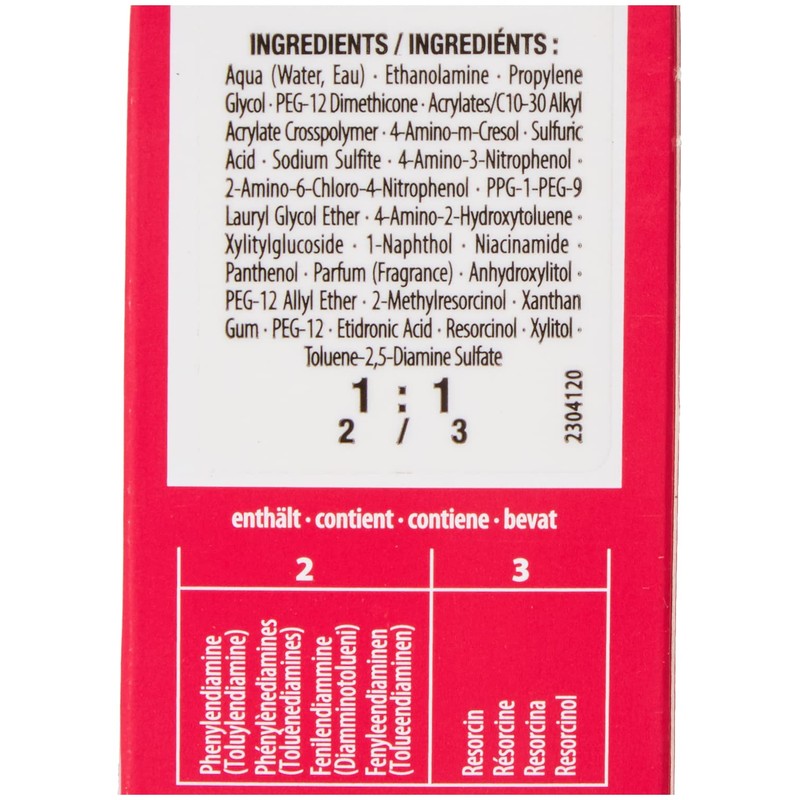 INGREDIENTS / INGREDIÉNTS :
Aqua (Water, Eau) · Ethanolamine · Propylene
Glycol · PEG-12 Dimethicone · Acrylates/C10-30 Alkyl
Acrylate Crosspolymer · 4-Amino-m-Cresol · Sulfuric
Acid · Sodium Sulfite · 4-Amino-3-Nitrophenol ·
2-Amino-6-Chloro-4-Nitrophenol · PPG-1-PEG-9
Lauryl Glycol Ether · 4-Amino-2-Hydroxytoluene ·
Xylitylglucoside · 1-Naphthol · Niacinamide ·
Panthenol · Parfum (Fragrance) · Anhydroxylitol ·
PEG-12 Allyl Ether · 2-Methylresorcinol · Xanthan
Gum · PEG-12 · Etidronic Acid · Resorcinol · Xylitol ·
Toluene-2,5-Diamine Sulfate
1 : 1
2 / 3
2304120
enthält · contient · contiene · bevat
2
3
Phenylendiamine
(Toluylendiamine)
Phénylènediamines
(Toluènediamines)
Fenilendiammine
(Diamminotolueni)
Fenyleendiaminen
(Tolueendiaminen)
Resorcin
Résorcine
Resorcina
Resorcinol